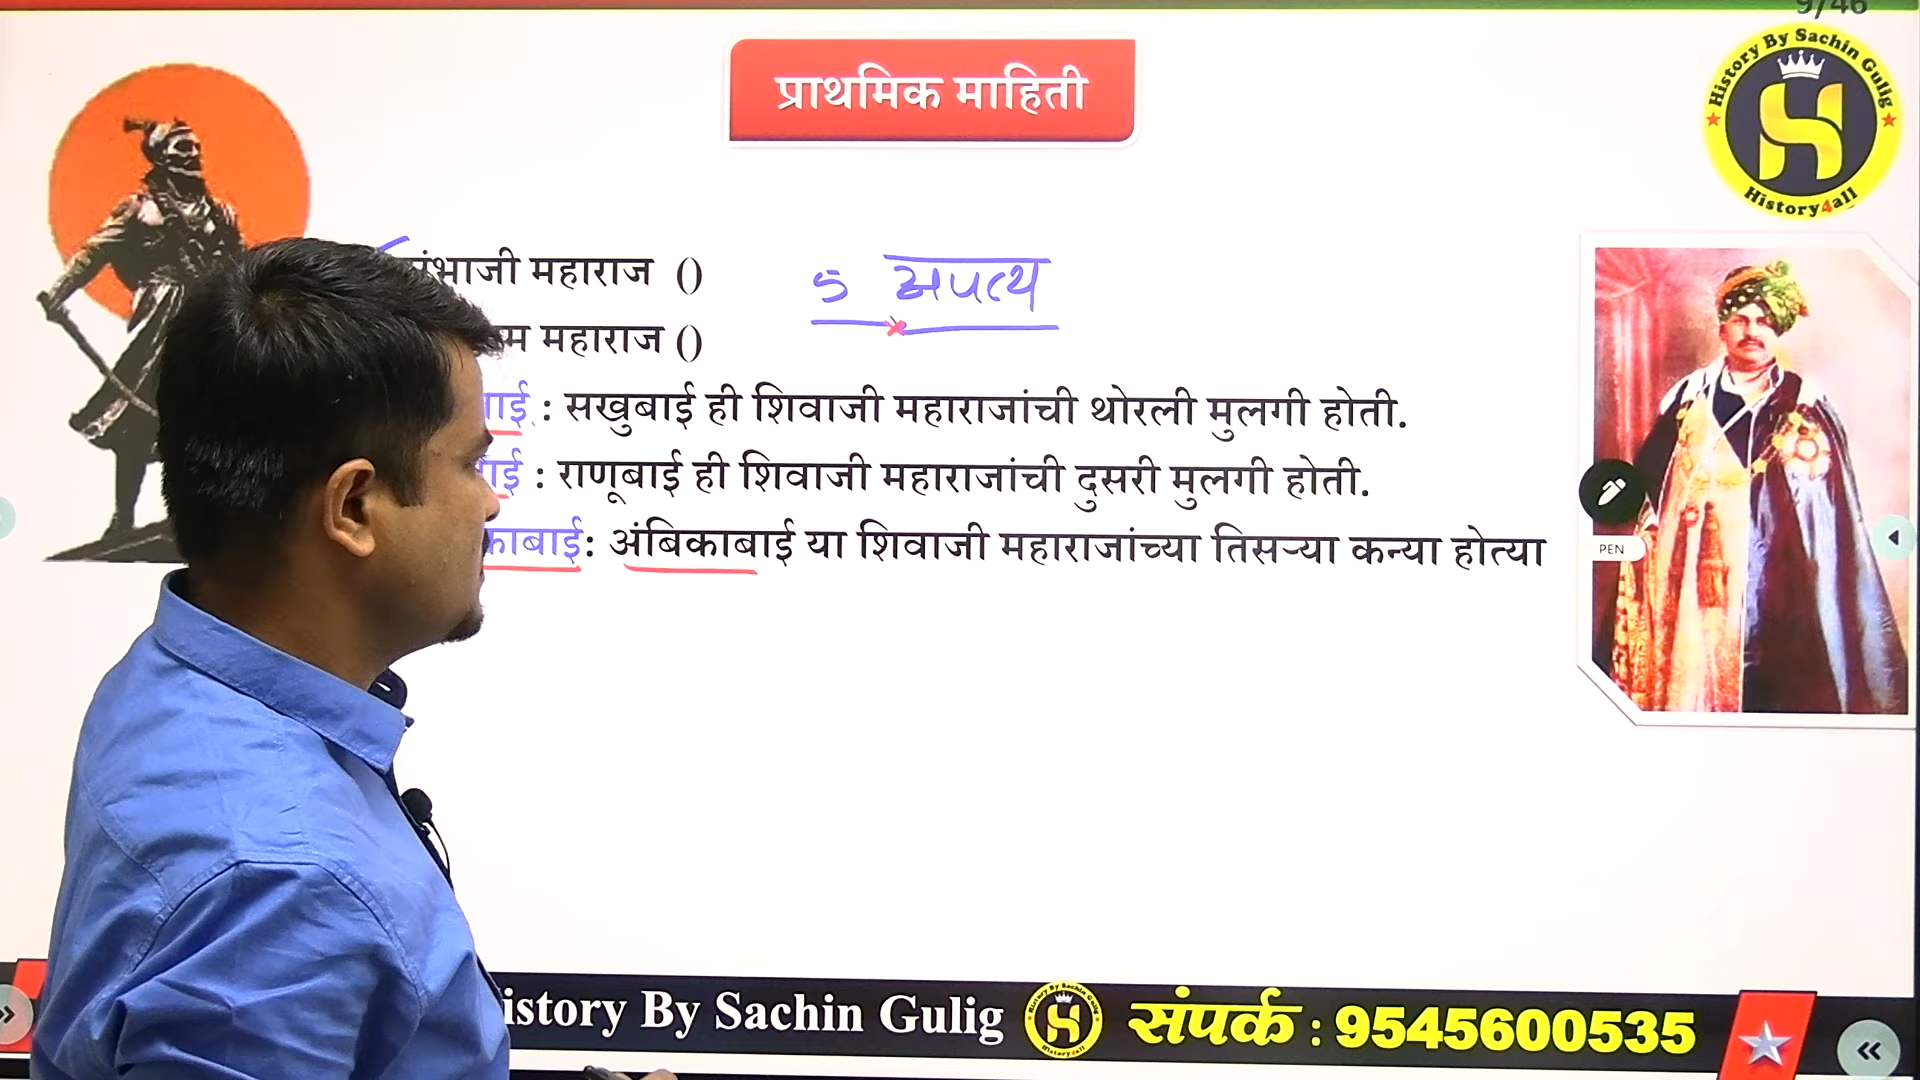 9/46
प्राथमिक माहिती
History By Sachin Gulig
History4all
संभाजी महाराज ()
5 अपत्य
महाराज ()
: सखुबाई ही शिवाजी महाराजांची थोरली मुलगी होती.
: राणूबाई ही शिवाजी महाराजांची दुसरी मुलगी होती.
काबाई: अंबिकाबाई या शिवाजी महाराजांच्या तिसऱ्या कन्या होत्या
PEN
istory By Sachin Gulig
संपर्क : 9545600535